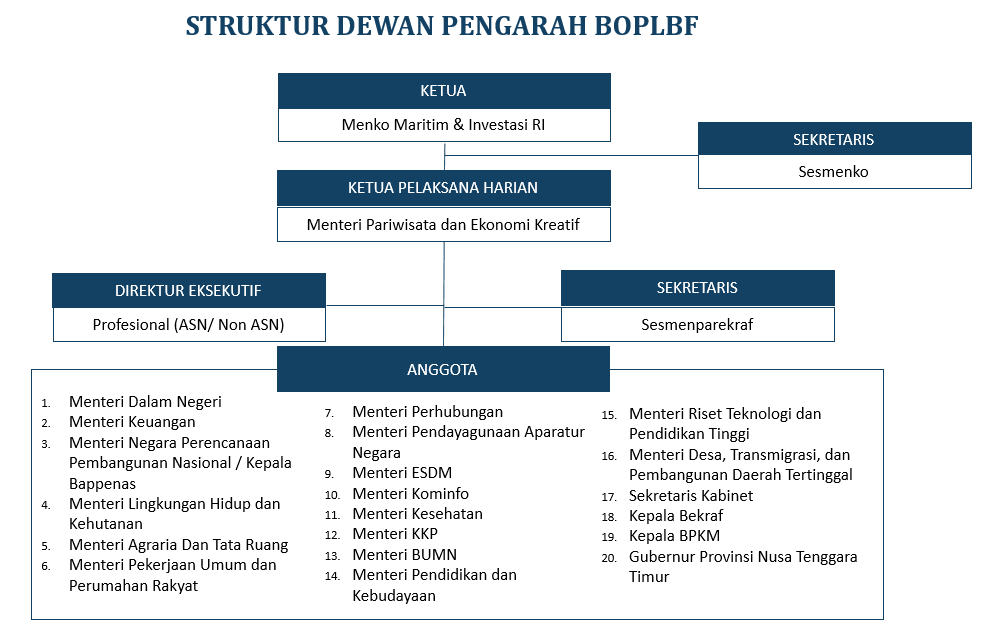 STRUKTUR DEWAN PENGARAH BOPLBF
KETUA
Menko Maritim & Investasi RI
SEKRETARIS
Sesmenko
KETUA PELAKSANA HARIAN
Menteri Pariwisata dan Ekonomi Kreatif
DIREKTUR EKSEKUTIF
Profesional (ASN/ Non ASN)
SEKRETARIS
Sesmenparekraf
ANGGOTA
1. Menteri Dalam Negeri
2. Menteri Keuangan
3. Menteri Negara Perencanaan
Pembangunan Nasional / Kepala
Bappenas
4. Menteri Lingkungan Hidup dan
Kehutanan
5. Menteri Agraria Dan Tata Ruang
6. Menteri Pekerjaan Umum dan
Perumahan Rakyat
7. Menteri Perhubungan
8. Menteri Pendayagunaan Aparatur
Negara
9. Menteri ESDM
10. Menteri Kominfo
11. Menteri Kesehatan
12. Menteri KKP
13. Menteri BUMN
14. Menteri Pendidikan dan
Kebudayaan
15. Menteri Riset Teknologi dan
Pendidikan Tinggi
16. Menteri Desa, Transmigrasi, dan
Pembangunan Daerah Tertinggal
17. Sekretaris Kabinet
18. Kepala Bekraf
19. Kepala BPKM
20. Gubernur Provinsi Nusa Tenggara
Timur